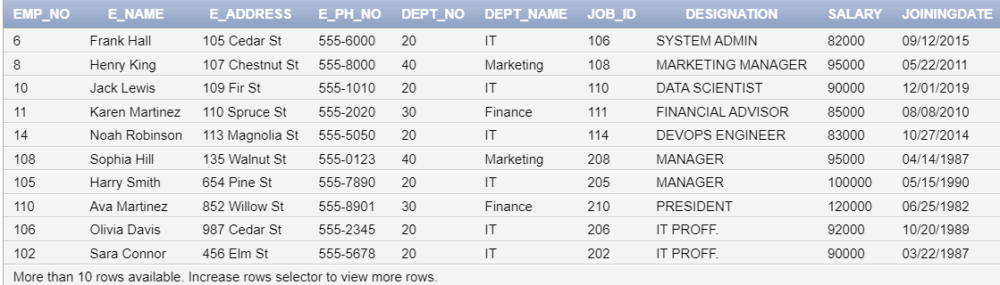 EMP_NO E_NAME E_ADDRESS E_PH_NO DEPT_NO DEPT_NAME JOB_ID DESIGNATION SALARY JOININGDATE
6 Frank Hall 105 Cedar St 555-6000 20 IT 106 SYSTEM ADMIN 82000 09/12/2015
8 Henry King 107 Chestnut St 555-8000 40 Marketing 108 MARKETING MANAGER 95000 05/22/2011
10 Jack Lewis 109 Fir St 555-1010 20 IT 110 DATA SCIENTIST 90000 12/01/2019
11 Karen Martinez 110 Spruce St 555-2020 30 Finance 111 FINANCIAL ADVISOR 85000 08/08/2010
14 Noah Robinson 113 Magnolia St 555-5050 20 IT 114 DEVOPS ENGINEER 83000 10/27/2014
108 Sophia Hill 135 Walnut St 555-0123 40 Marketing 208 MANAGER 95000 04/14/1987
105 Harry Smith 654 Pine St 555-7890 20 IT 205 MANAGER 100000 05/15/1990
110 Ava Martinez 852 Willow St 555-8901 30 Finance 210 PRESIDENT 120000 06/25/1982
106 Olivia Davis 987 Cedar St 555-2345 20 IT 206 IT PROFF. 92000 10/20/1989
102 Sara Connor 456 Elm St 555-5678 20 IT 202 IT PROFF. 90000 03/22/1987
More than 10 rows available. Increase rows selector to view more rows.